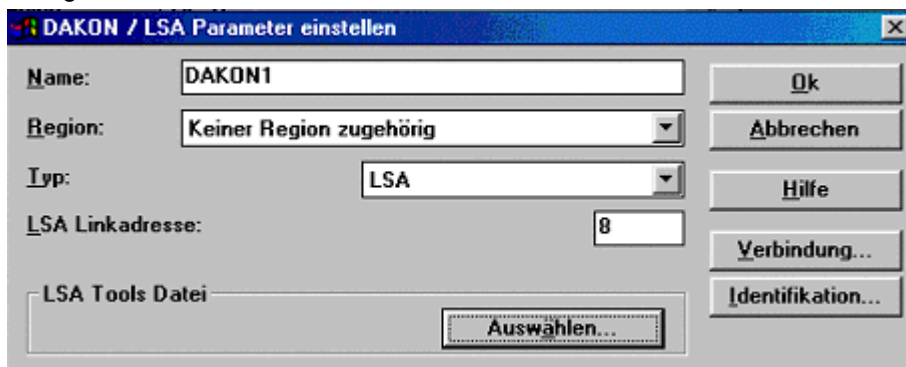 DAKON / LSA Parameter einstellen
Name: DAKON1 Ok
Region: Keiner Region zugehörig Abbrechen
Typ: LSA Hilfe
LSA Linkadresse: 8
Verbindung...
LSA Tools Datei Identifikation...
Auswählen...